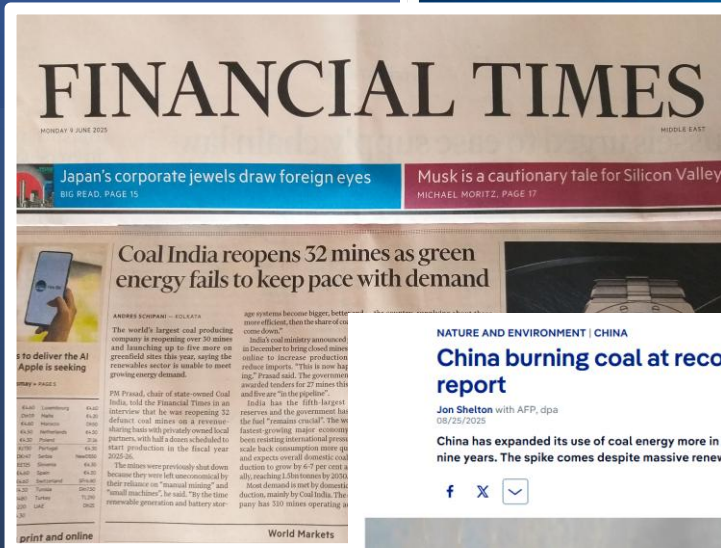 FINANCIAL TIMES
MONDAY 9 JUNE 2025
MIDDLE EAST
Japan's corporate jewels draw foreign eyes
BIG READ, PAGE 15
Musk is a cautionary tale for Silicon Valley
MICHAEL MORITZ, PAGE 17
s to deliver the AI
Apple is seeking
Coal India reopens 32 mines as green
energy fails to keep pace with demand
ANDRES SCHIPANI — KOLKATA
The world's largest coal producing
company is reopening over 30 mines
and launching up to five more on
greenfield sites this year, saying the
renewables sector is unable to meet
growing energy demand.
PM Prasad, chair of state-owned Coal
India, told the Financial Times in an
interview that he was reopening 32
defunct mines on a revenue-
sharing basis with privately owned local
partners, with half a dozen scheduled to
start production in the fiscal year
2025-26.
The mines were previously shut down
because they were left uneconomical by
their reliance on "manual mining" and
"small machines", he said. "By the time
renewable generation and battery stor-
age systems become bigger, better and
more efficient, then the share of coal
come down."
India's coal ministry announced
in December to bring closed mines
online to increase production
reduce imports. "This is now hap
ing," Prasad said. The government
awarded tenders for 27 mines this
and five are "in the pipeline".
India has the fifth-largest
reserves and the government has
the fuel "remains crucial". The wo
fastest-growing major economy
been resisting international pressu
scale back consumption more qu
and expects overall domestic coal
duction to grow by 6-7 per cent a
ally, reaching 1.5bn tonnes by 2030.
Most demand is met by domestic
duction, mainly by Coal India. The
pany has 310 mines operating a
World Markets
print and online
NATURE AND ENVIRONMENT | CHINA
China burning coal at reco
report
Jon Shelton with AFP, dpa
08/25/2025
China has expanded its use of coal energy more in
nine years. The spike comes despite massive renew